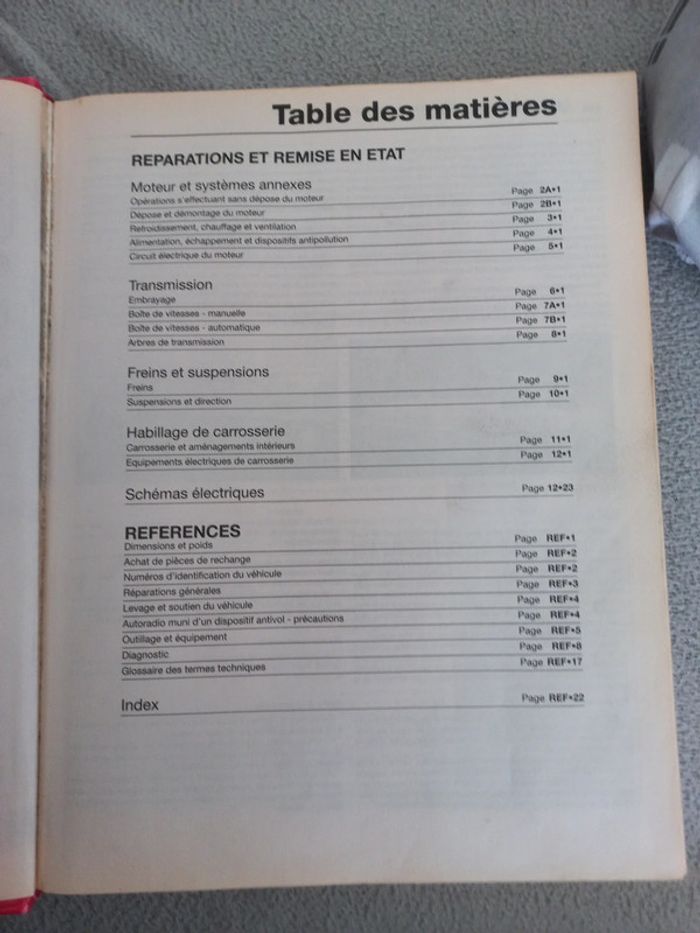 Table des matières
REPARATIONS ET REMISE EN ETAT
Moteur et systèmes annexes
Opérations s'effectuant sans dépose du moteur Page 2A•1
Dépose et démontage du moteur Page 2B•1
Refroidissement, chauffage et ventilation Page 3•1
Alimentation, échappement et dispositifs antipollution Page 4•1
Circuit électrique du moteur Page 5•1
Transmission
Embrayage Page 6•1
Boîte de vitesses - manuelle Page 7A•1
Boîte de vitesses - automatique Page 7B•1
Arbres de transmission Page 8•1
Freins et suspensions
Freins Page 9•1
Suspensions et direction Page 10•1
Habillage de carrosserie
Carrosserie et aménagements intérieurs Page 11•1
Equipements électriques de carrosserie Page 12•1
Schémas électriques Page 12•23
REFERENCES
Dimensions et poids Page REF•1
Achat de pièces de rechange Page REF•2
Numéros d'identification du véhicule Page REF•2
Réparations générales Page REF•3
Levage et soutien du véhicule Page REF•4
Autoradio muni d'un dispositif antivol - précautions Page REF•4
Outillage et équipement Page REF•5
Diagnostic Page REF•8
Glossaire des termes techniques Page REF•17
Index Page REF•22